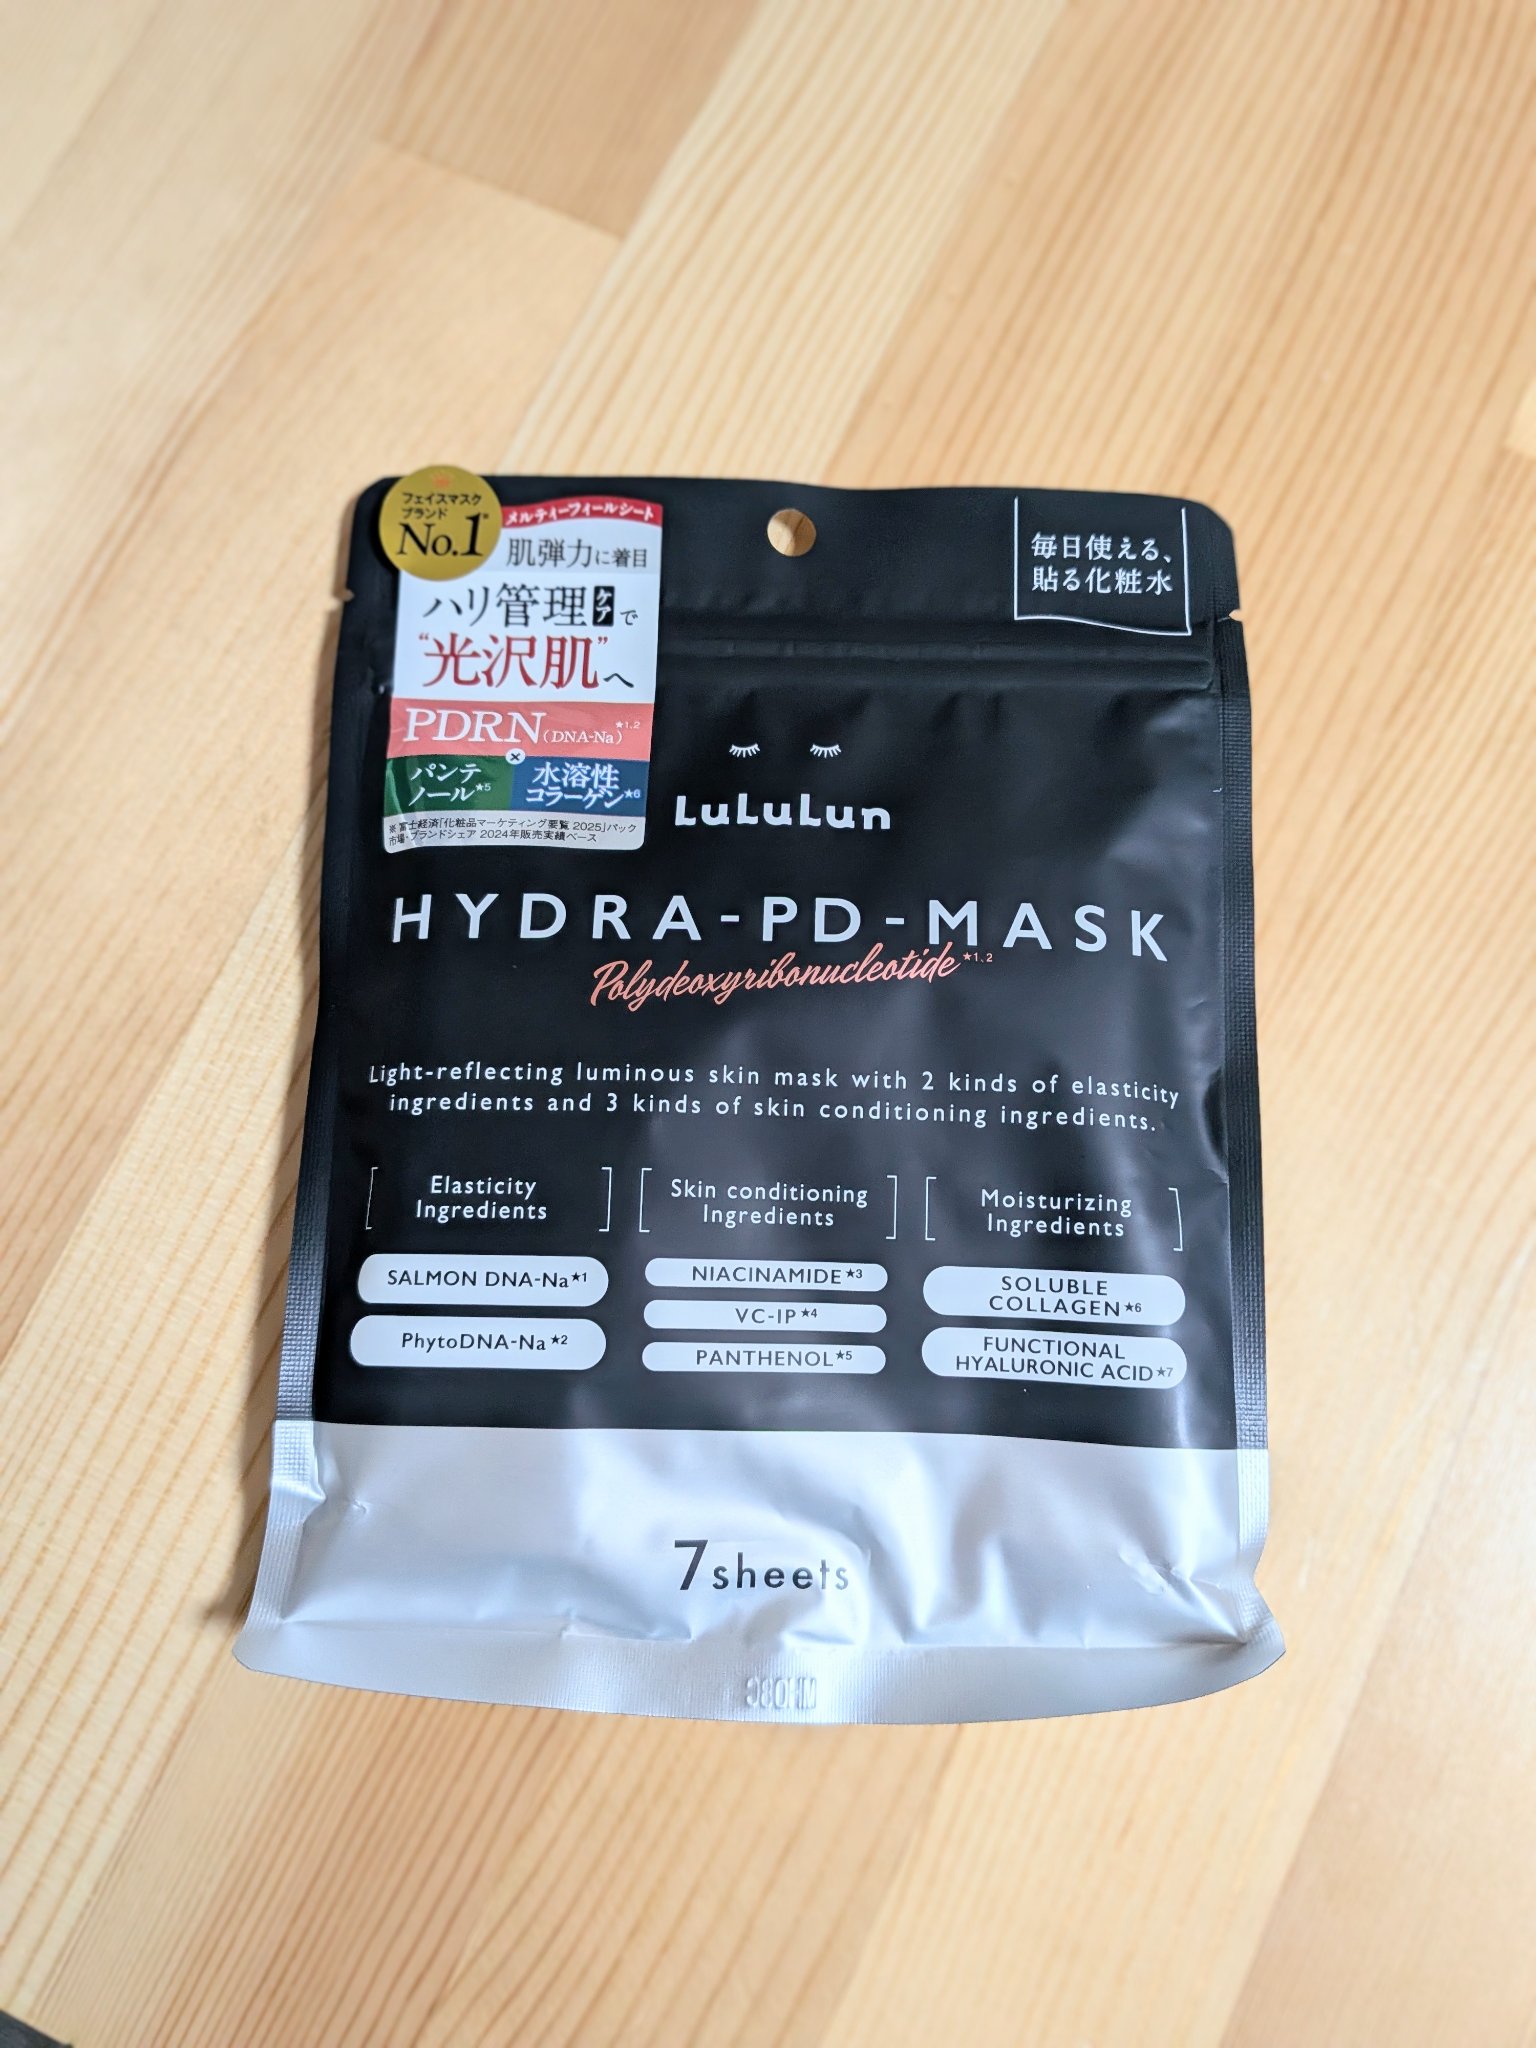 フェイスマスク
ブランド
No.1※
メルティーフィールシート
肌弾力に着目
ハリ管理ケアで
“光沢肌”へ
PDRN(DNA-Na)★1,2
×
パンテ
ノール★5
水溶性
コラーゲン★6
※富士経済「化粧品マーケティング要覧 2025」パック
市場・ブランドシェア 2024年販売実績ベース
毎日使える、
貼る化粧水
LuLuLun
HYDRA-PD-MASK
Polydeoxyribonucleotide★1、2
Light-reflecting luminous skin mask with 2 kinds of elasticity
ingredients and 3 kinds of skin conditioning ingredients.
Elasticity
Ingredients
SALMON DNA-Na★1
PhytoDNA-Na★2
Skin conditioning
Ingredients
NIACINAMIDE★3
VC-IP★4
PANTHENOL★5
Moisturizing
Ingredients
SOLUBLE
COLLAGEN★6
FUNCTIONAL
HYALURONIC ACID★7
7sheets